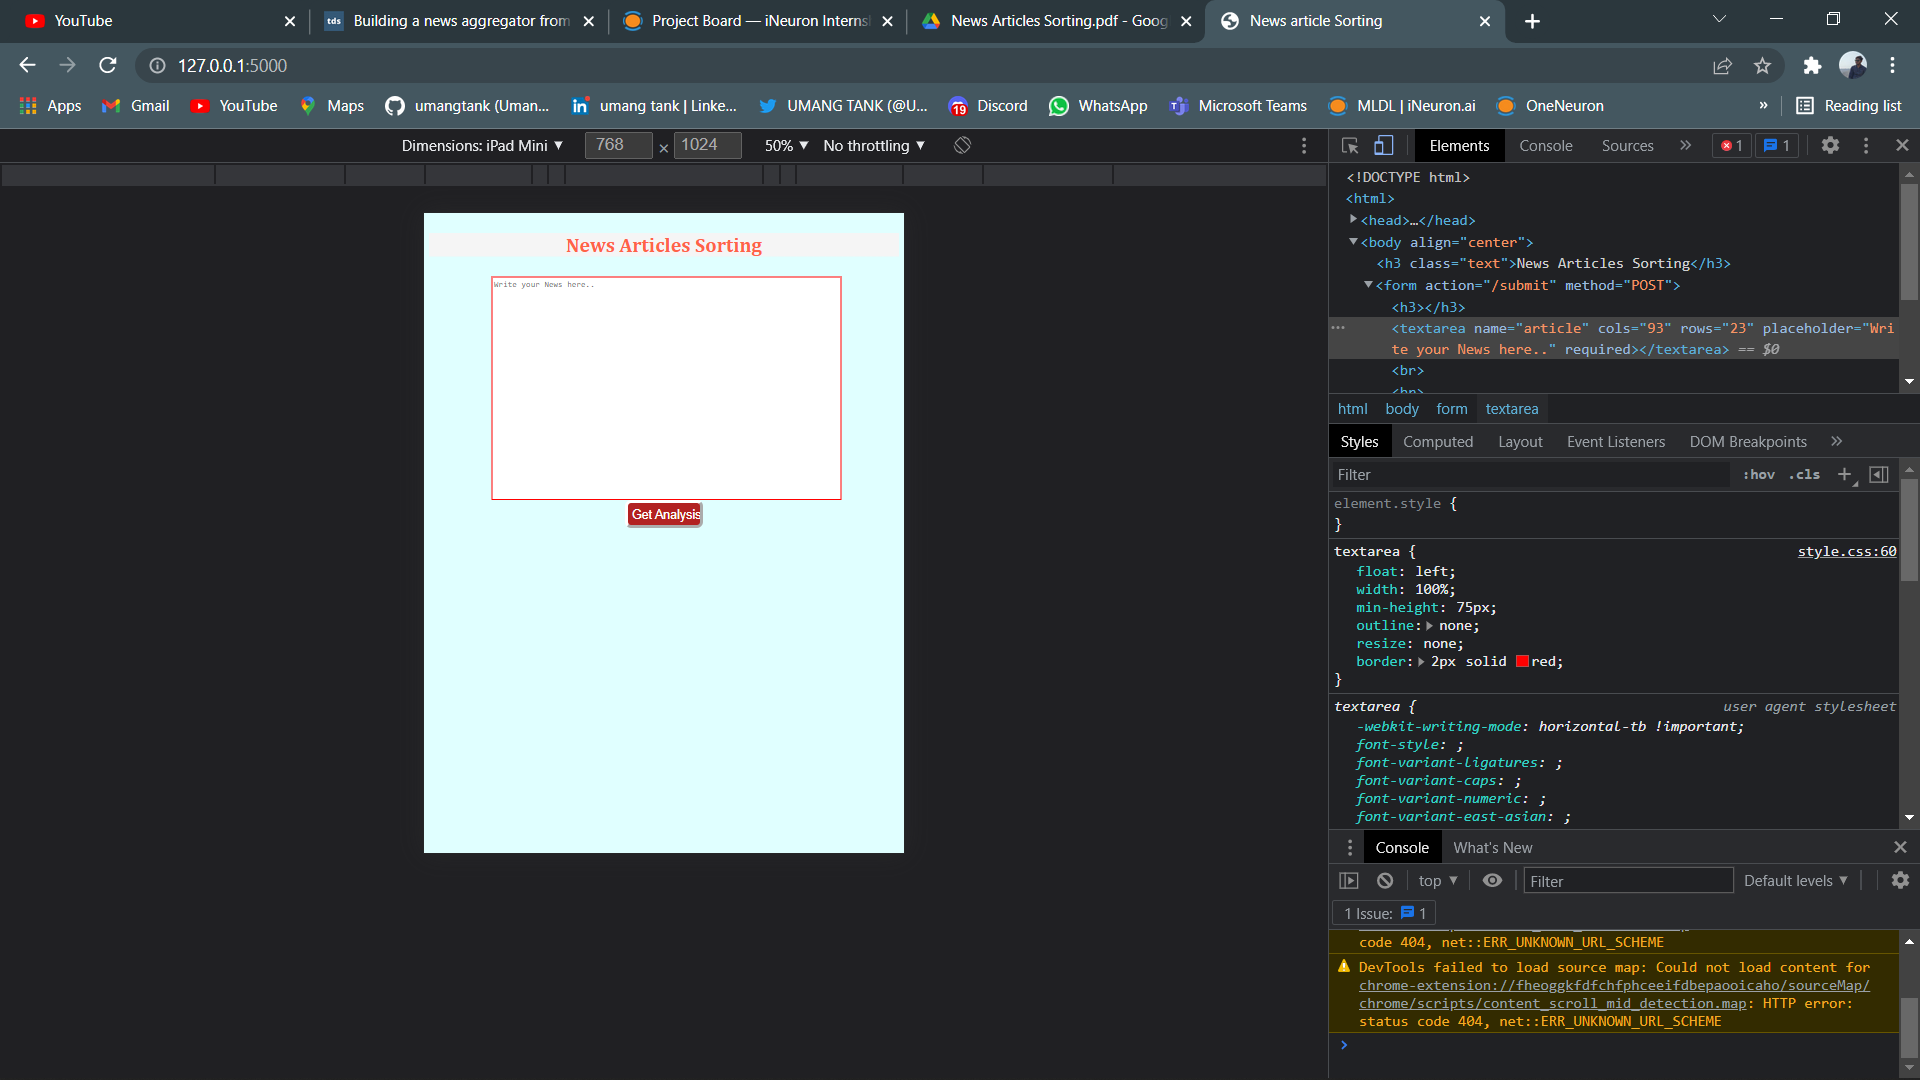 YouTube
tds Building a news aggregator from
Project Board — iNeuron Interns
News Articles Sorting.pdf - Goog
News article Sorting
127.0.0.1:5000
Apps Gmail YouTube Maps umangtank (Uman... umang tank | Linke... UMANG TANK (@U... 19 Discord WhatsApp Microsoft Teams MLDL | iNeuron.ai OneNeuron » Reading list
Dimensions: iPad Mini ▼ 768 × 1024 50% ▼ No throttling ▼
Elements Console Sources » 1 1
News Articles Sorting
Write your News here..
Get Analysis
<!DOCTYPE html>
<html>
<head>…</head>
<body align="center">
<h3 class="text">News Articles Sorting</h3>
<form action="/submit" method="POST">
<h3></h3>
<textarea name="article" cols="93" rows="23" placeholder="Wri
te your News here.." required></textarea> == $0
<br>
<br>
html body form textarea
Styles Computed Layout Event Listeners DOM Breakpoints »
Filter :hov .cls +
element.style {
}
textarea { style.css:60
float: left;
width: 100%;
min-height: 75px;
outline: none;
resize: none;
border: 2px solid red;
}
textarea { user agent stylesheet
-webkit-writing-mode: horizontal-tb !important;
font-style: ;
font-variant-ligatures: ;
font-variant-caps: ;
font-variant-numeric: ;
font-variant-east-asian: ;
Console What's New
top ▼ Filter Default levels ▼
1 Issue: 1
code 404, net::ERR_UNKNOWN_URL_SCHEME
DevTools failed to load source map: Could not load content for
chrome-extension://fheoggkfdfchfphceeifdbepaooicaho/sourceMap/
chrome/scripts/content_scroll_mid_detection.map: HTTP error:
status code 404, net::ERR_UNKNOWN_URL_SCHEME